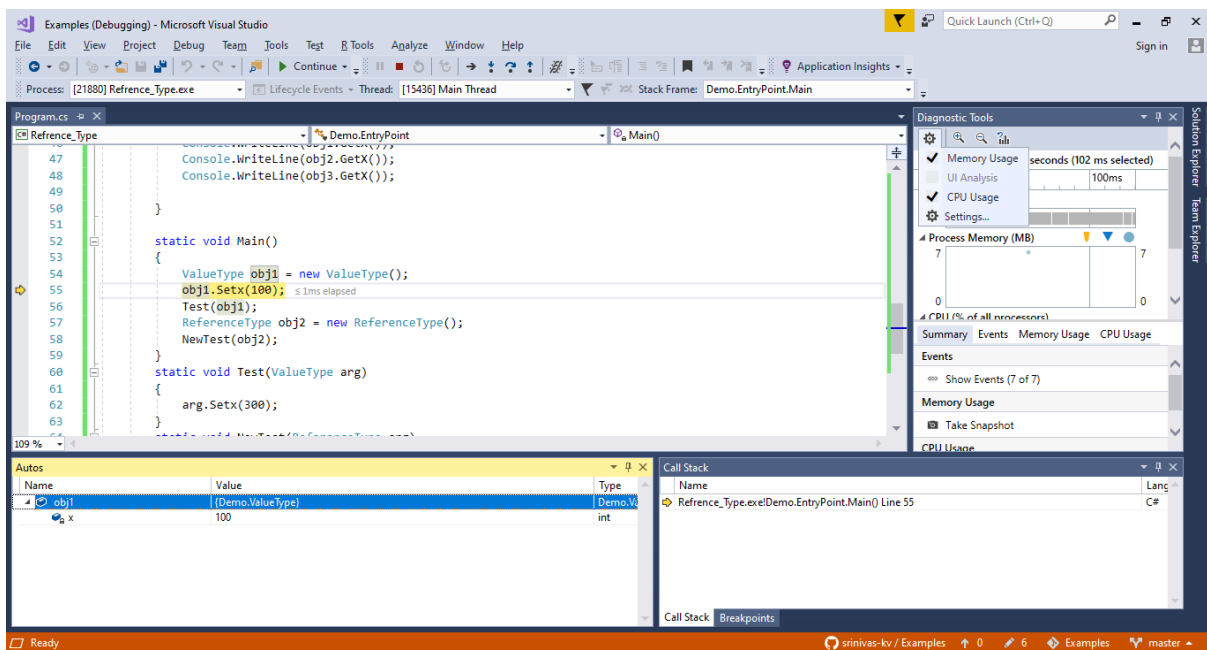 Examples (Debugging) - Microsoft Visual Studio
Quick Launch (Ctrl+Q)
File Edit View Project Debug Team Tools Test R Tools Analyze Window Help
Sign in
Continue
Application Insights
Process: [21880] Refrence_Type.exe Lifecycle Events Thread: [15436] Main Thread Stack Frame: Demo.EntryPoint.Main
Program.cs
C# Refrence_Type Demo.EntryPoint Main()
47 Console.WriteLine(obj2.GetX());
48 Console.WriteLine(obj3.GetX());
49
50 }
51
52 static void Main()
53 {
54 ValueType obj1 = new ValueType();
55 obj1.Setx(100); ≤ 1ms elapsed
56 Test(obj1);
57 ReferenceType obj2 = new ReferenceType();
58 NewTest(obj2);
59 }
60 static void Test(ValueType arg)
61 {
62 arg.Setx(300);
63 }
109 %
Diagnostic Tools
Memory Usage
UI Analysis
CPU Usage
Settings...
seconds (102 ms selected)
100ms
Process Memory (MB)
7 7
0 0
CPU (% of all processors)
Summary Events Memory Usage CPU Usage
Events
Show Events (7 of 7)
Memory Usage
Take Snapshot
CPU Usage
Solution Explorer
Team Explorer
Autos
Name Value Type
obj1 {Demo.ValueType} Demo.Va
x 100 int
Call Stack
Name Lang
Refrence_Type.exe!Demo.EntryPoint.Main() Line 55 C#
Call Stack Breakpoints
Ready
srinivas-kv / Examples 0 6 Examples master